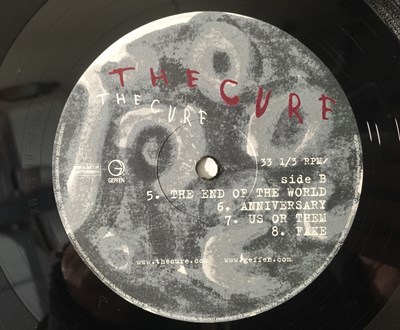 THE CURE
THE CURE
GEFFEN
33 1/3 RPM
side B
5. THE END OF THE WORLD
6. ANNIVERSARY
7. US OR THEM
8. FAKE
www.thecure.com www.geffen.com